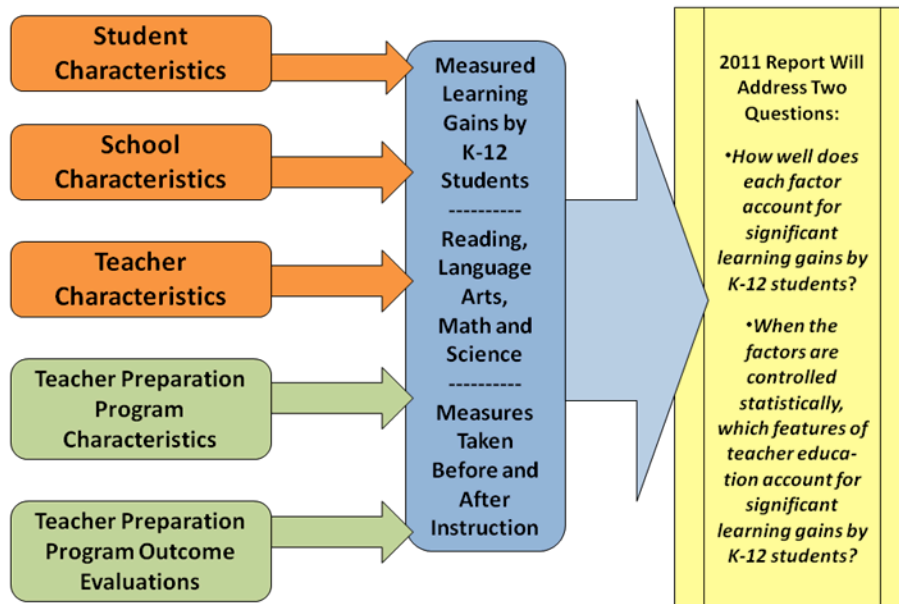 Student
Characteristics
School
Characteristics
Teacher
Characteristics
Teacher Preparation
Program
Characteristics
Teacher Preparation
Program Outcome
Evaluations
Measured
Learning
Gains by
K-12
Students
----------
Reading,
Language
Arts,
Math and
Science
----------
Measures
Taken
Before and
After
Instruction
2011 Report Will
Address Two
Questions:
•How well does
each factor
account for
significant
learning gains by
K-12 students?
•When the
factors are
controlled
statistically,
which features of
teacher educa-
tion account for
significant
learning gains by
K-12 students?